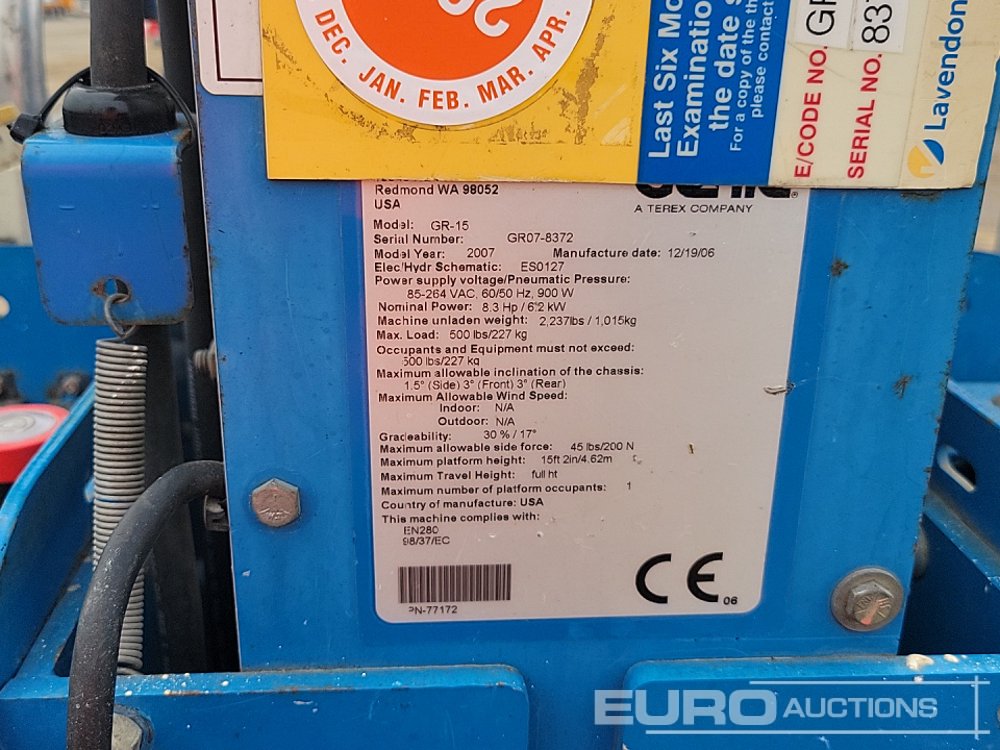 DEC. JAN. FEB. MAR. APR.
Last Six Mo
Examination
the date s
For a copy of the
please contact
E/CODE NO. GR
SERIAL NO. 837
Lavendon
Redmond WA 98052
USA
A TEREX COMPANY
Model: GR-15
Serial Number: GR07-8372
Model Year: 2007 Manufacture date: 12/19/06
Elec/Hydr Schematic: ES0127
Power supply voltage/Pneumatic Pressure:
85-264 VAC, 60/50 Hz, 900 W
Nominal Power: 8.3 Hp / 6.2 kW
Machine unladen weight: 2,237lbs / 1,015kg
Max. Load: 500 lbs/227 kg
Occupants and Equipment must not exceed:
500 lbs/227 kg
Maximum allowable inclination of the chassis:
1.5° (Side) 3° (Front) 3° (Rear)
Maximum Allowable Wind Speed:
Indoor: N/A
Outdoor: N/A
Gradeability: 30 % / 17°
Maximum allowable side force: 45 lbs/200 N
Maximum platform height: 15ft 2in/4.62m
Maximum Travel Height: full ht
Maximum number of platform occupants: 1
Country of manufacture: USA
This machine complies with:
EN280
98/37/EC
PN-77172
CE 06
EURO AUCTIONS